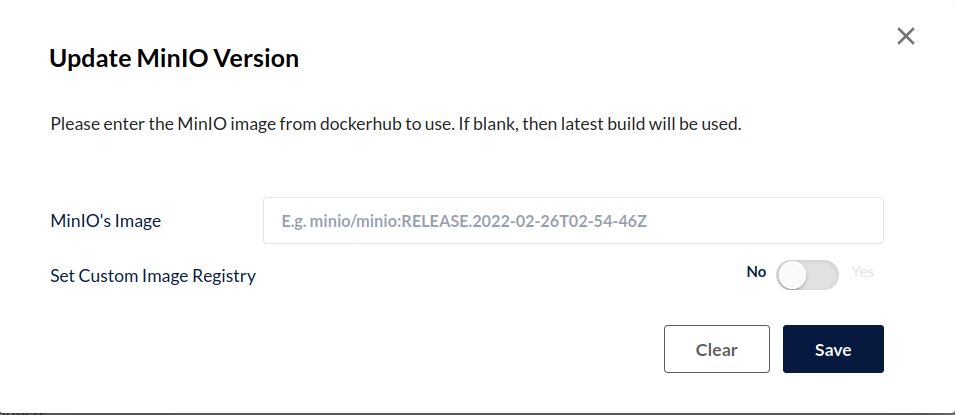 Update MinIO Version
Please enter the MinIO image from dockerhub to use. If blank, then latest build will be used.
MinIO's Image
E.g. minio/minio:RELEASE.2022-02-26T02-54-46Z
Set Custom Image Registry
No
Yes
Clear
Save